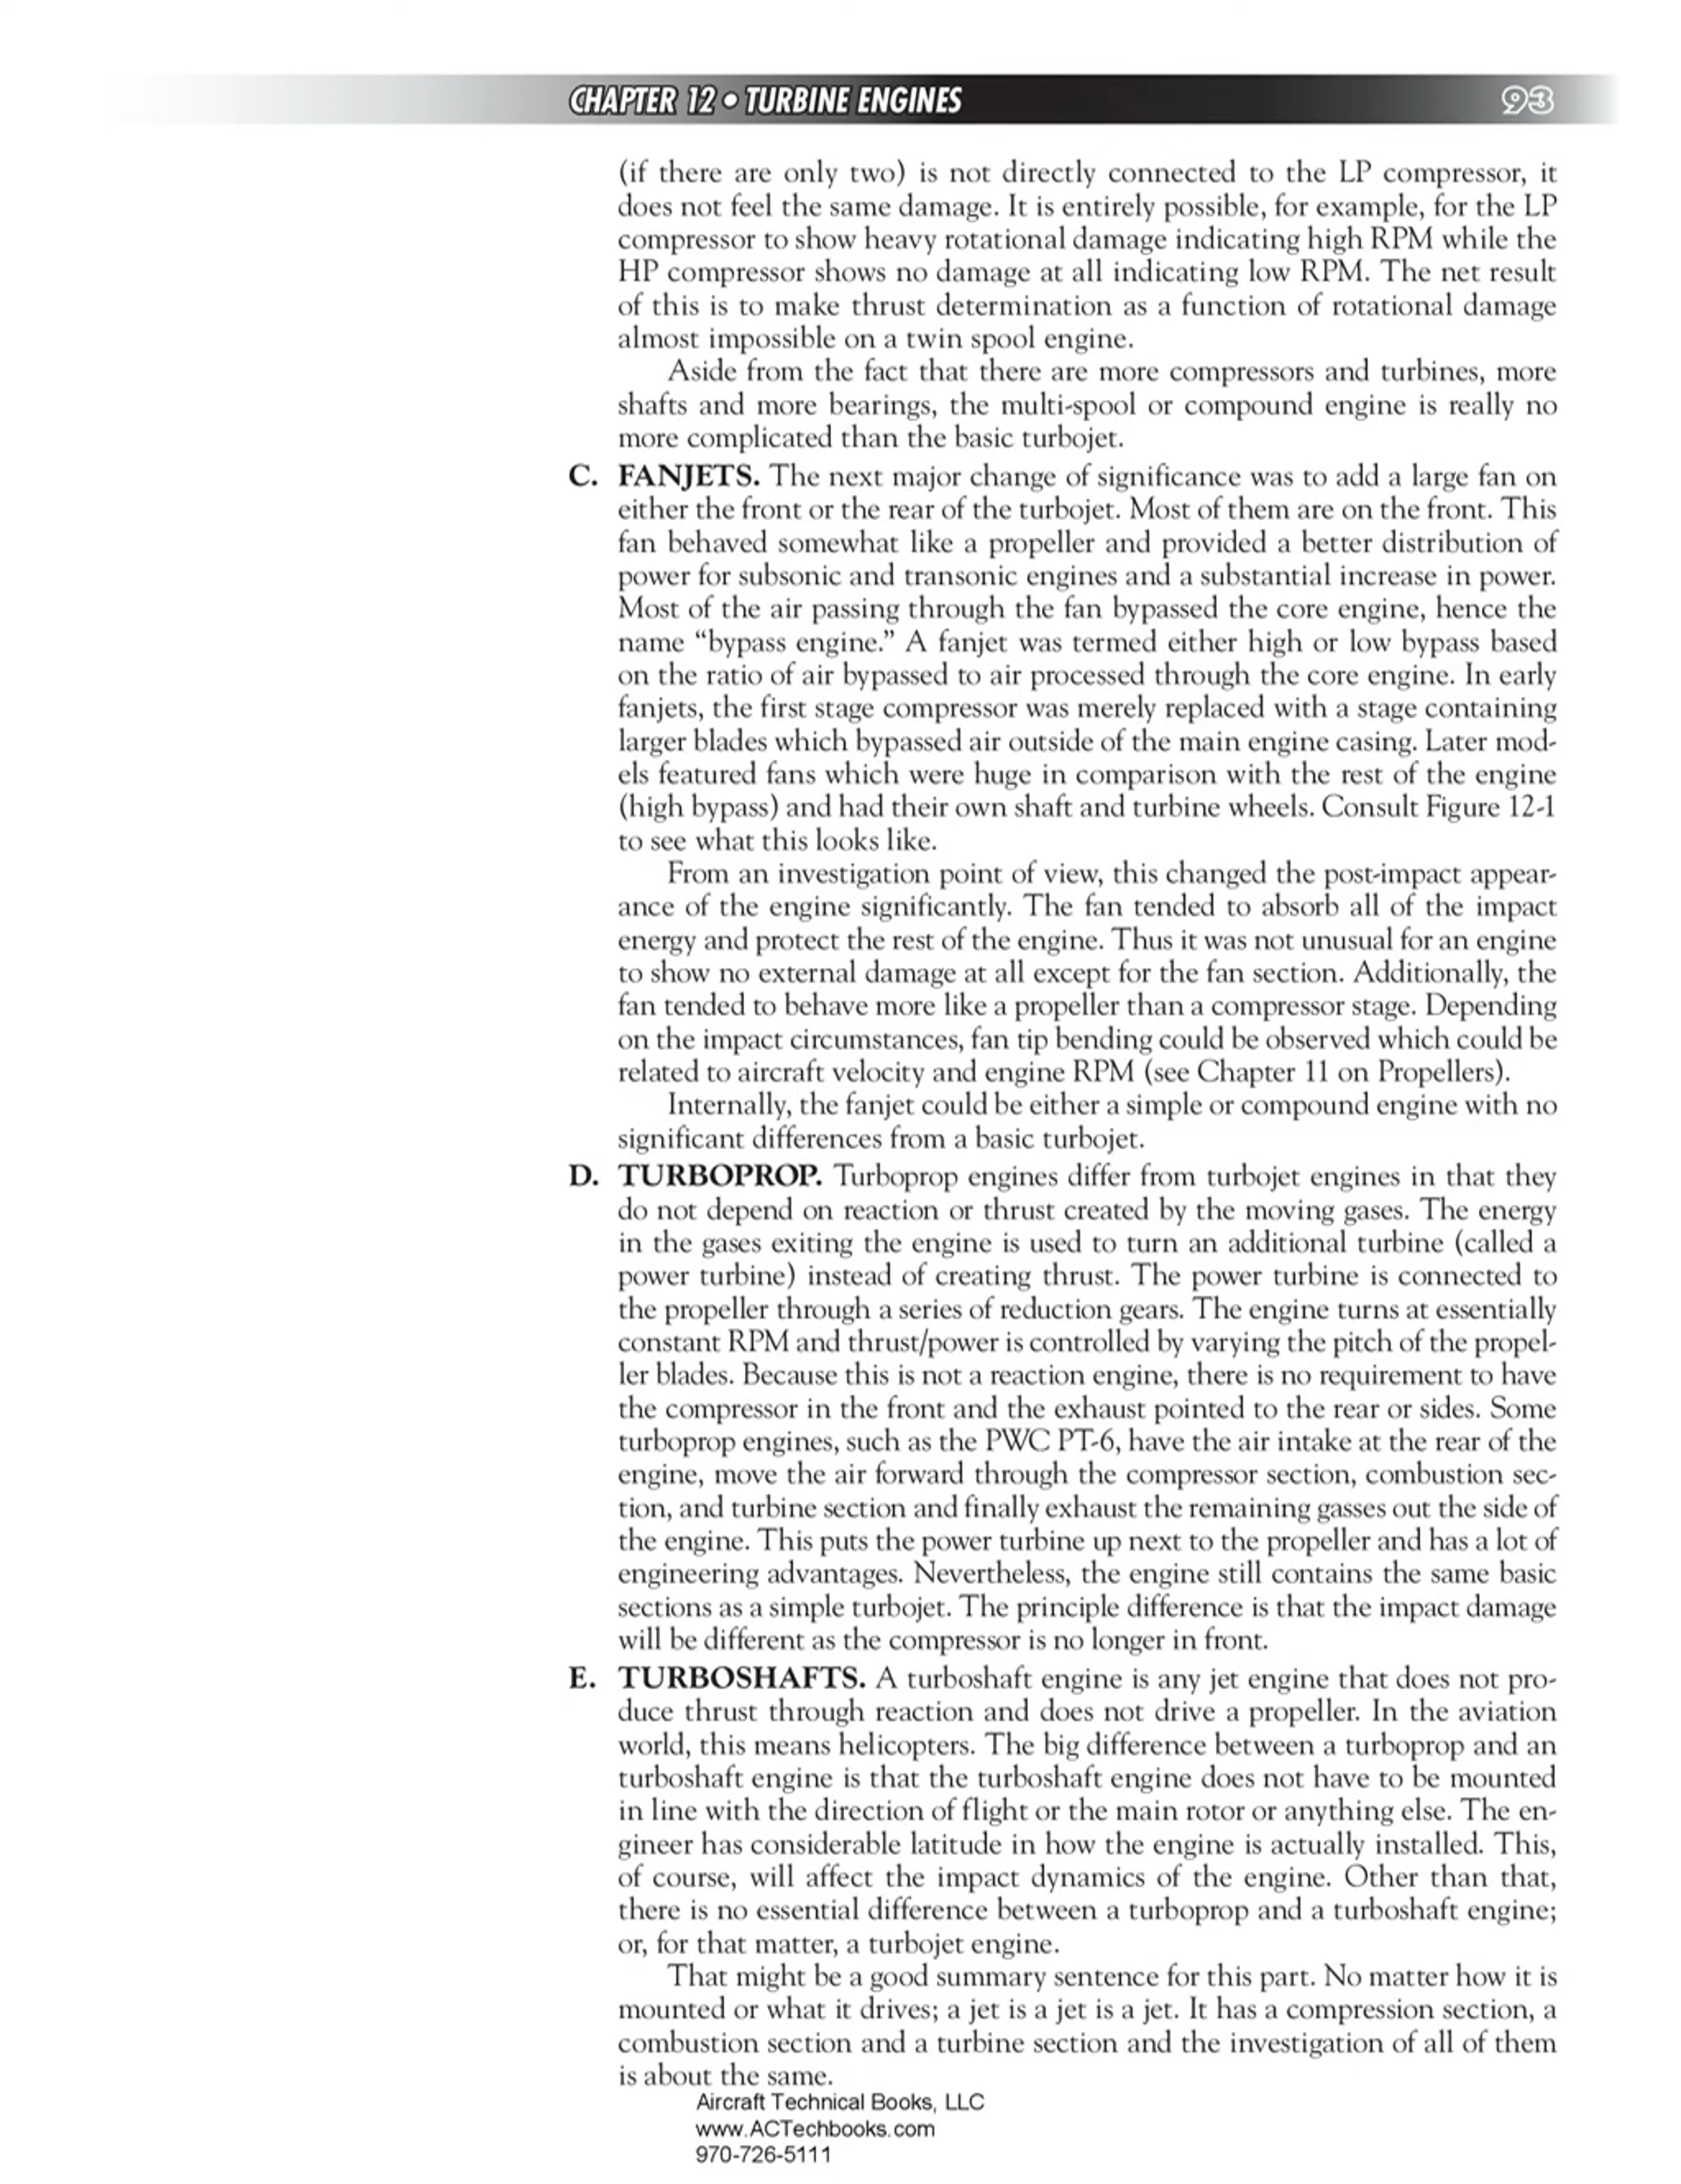 CHAPTER 12 • TURBINE ENGINES 93
(if there are only two) is not directly connected to the LP compressor, it
does not feel the same damage. It is entirely possible, for example, for the LP
compressor to show heavy rotational damage indicating high RPM while the
HP compressor shows no damage at all indicating low RPM. The net result
of this is to make thrust determination as a function of rotational damage
almost impossible on a twin spool engine.
Aside from the fact that there are more compressors and turbines, more
shafts and more bearings, the multi-spool or compound engine is really no
more complicated than the basic turbojet.
C. FANJETS. The next major change of significance was to add a large fan on
either the front or the rear of the turbojet. Most of them are on the front. This
fan behaved somewhat like a propeller and provided a better distribution of
power for subsonic and transonic engines and a substantial increase in power.
Most of the air passing through the fan bypassed the core engine, hence the
name “bypass engine.” A fanjet was termed either high or low bypass based
on the ratio of air bypassed to air processed through the core engine. In early
fanjets, the first stage compressor was merely replaced with a stage containing
larger blades which bypassed air outside of the main engine casing. Later mod-
els featured fans which were huge in comparison with the rest of the engine
(high bypass) and had their own shaft and turbine wheels. Consult Figure 12-1
to see what this looks like.
From an investigation point of view, this changed the post-impact appear-
ance of the engine significantly. The fan tended to absorb all of the impact
energy and protect the rest of the engine. Thus it was not unusual for an engine
to show no external damage at all except for the fan section. Additionally, the
fan tended to behave more like a propeller than a compressor stage. Depending
on the impact circumstances, fan tip bending could be observed which could be
related to aircraft velocity and engine RPM (see Chapter 11 on Propellers).
Internally, the fanjet could be either a simple or compound engine with no
significant differences from a basic turbojet.
D. TURBOPROP. Turboprop engines differ from turbojet engines in that they
do not depend on reaction or thrust created by the moving gases. The energy
in the gases exiting the engine is used to turn an additional turbine (called a
power turbine) instead of creating thrust. The power turbine is connected to
the propeller through a series of reduction gears. The engine turns at essentially
constant RPM and thrust/power is controlled by varying the pitch of the propel-
ler blades. Because this is not a reaction engine, there is no requirement to have
the compressor in the front and the exhaust pointed to the rear or sides. Some
turboprop engines, such as the PWC PT-6, have the air intake at the rear of the
engine, move the air forward through the compressor section, combustion sec-
tion, and turbine section and finally exhaust the remaining gasses out the side of
the engine. This puts the power turbine up next to the propeller and has a lot of
engineering advantages. Nevertheless, the engine still contains the same basic
sections as a simple turbojet. The principle difference is that the impact damage
will be different as the compressor is no longer in front.
E. TURBOSHAFTS. A turboshaft engine is any jet engine that does not pro-
duce thrust through reaction and does not drive a propeller. In the aviation
world, this means helicopters. The big difference between a turboprop and an
turboshaft engine is that the turboshaft engine does not have to be mounted
in line with the direction of flight or the main rotor or anything else. The en-
gineer has considerable latitude in how the engine is actually installed. This,
of course, will affect the impact dynamics of the engine. Other than that,
there is no essential difference between a turboprop and a turboshaft engine;
or, for that matter, a turbojet engine.
That might be a good summary sentence for this part. No matter how it is
mounted or what it drives; a jet is a jet is a jet. It has a compression section, a
combustion section and a turbine section and the investigation of all of them
is about the same.
Aircraft Technical Books, LLC
www.ACTechbooks.com
970-726-5111